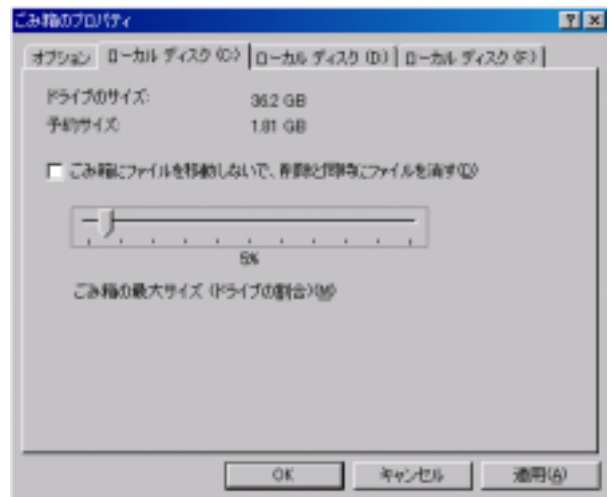 ごみ箱のプロパティ
オプション ローカル ディスク (C:) ローカル ディスク (D:) ローカル ディスク (F:)
ドライブのサイズ: 36.2 GB
予約サイズ: 1.81 GB
ごみ箱にファイルを移動しないで、削除と同時にファイルを消す(D)
5%
ごみ箱の最大サイズ (ドライブの割合)(M)
OK キャンセル 適用(A)